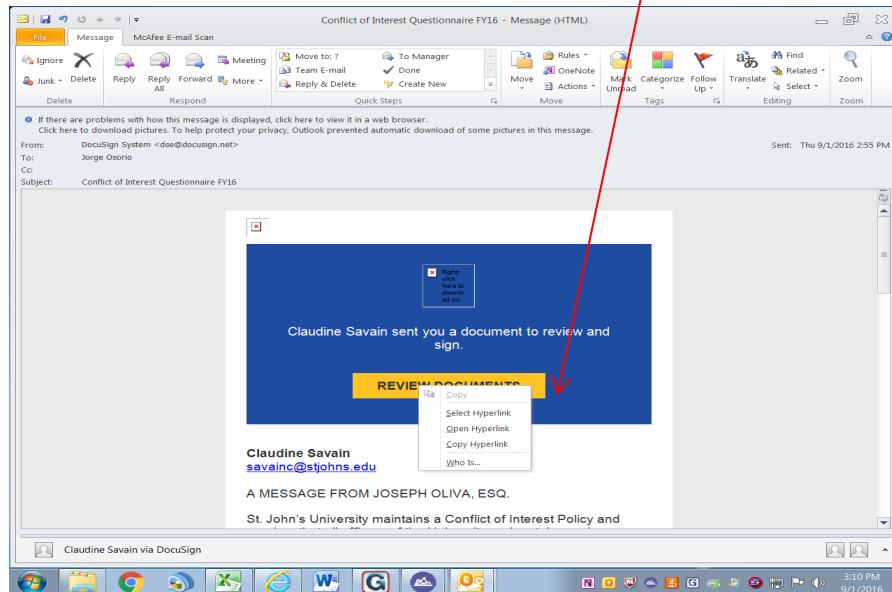 Conflict of Interest Questionnaire FY16 - Message (HTML)
File Message McAfee E-mail Scan
Ignore
Junk
Delete
Reply
Reply All
Forward
Meeting
More
Move to: ?
Team E-mail
Reply & Delete
To Manager
Done
Create New
Move
Rules
OneNote
Actions
Mark Unread
Categorize
Follow Up
Translate
Find
Related
Select
Zoom
Delete Respond Quick Steps Move Tags Editing Zoom
If there are problems with how this message is displayed, click here to view it in a web browser.
Click here to download pictures. To help protect your privacy, Outlook prevented automatic download of some pictures in this message.
From: DocuSign System <dse@docusign.net> Sent: Thu 9/1/2016 2:55 PM
To: Jorge Osorio
Cc:
Subject: Conflict of Interest Questionnaire FY16
Right-
click
here to
downlo
ad pic...
Claudine Savain sent you a document to review and
sign.
REVIEW DOCUMENTS
Copy
Select Hyperlink
Open Hyperlink
Copy Hyperlink
Who Is...
Claudine Savain
savainc@stjohns.edu
A MESSAGE FROM JOSEPH OLIVA, ESQ.
St. John's University maintains a Conflict of Interest Policy and
Claudine Savain via DocuSign
3:10 PM
9/1/2016